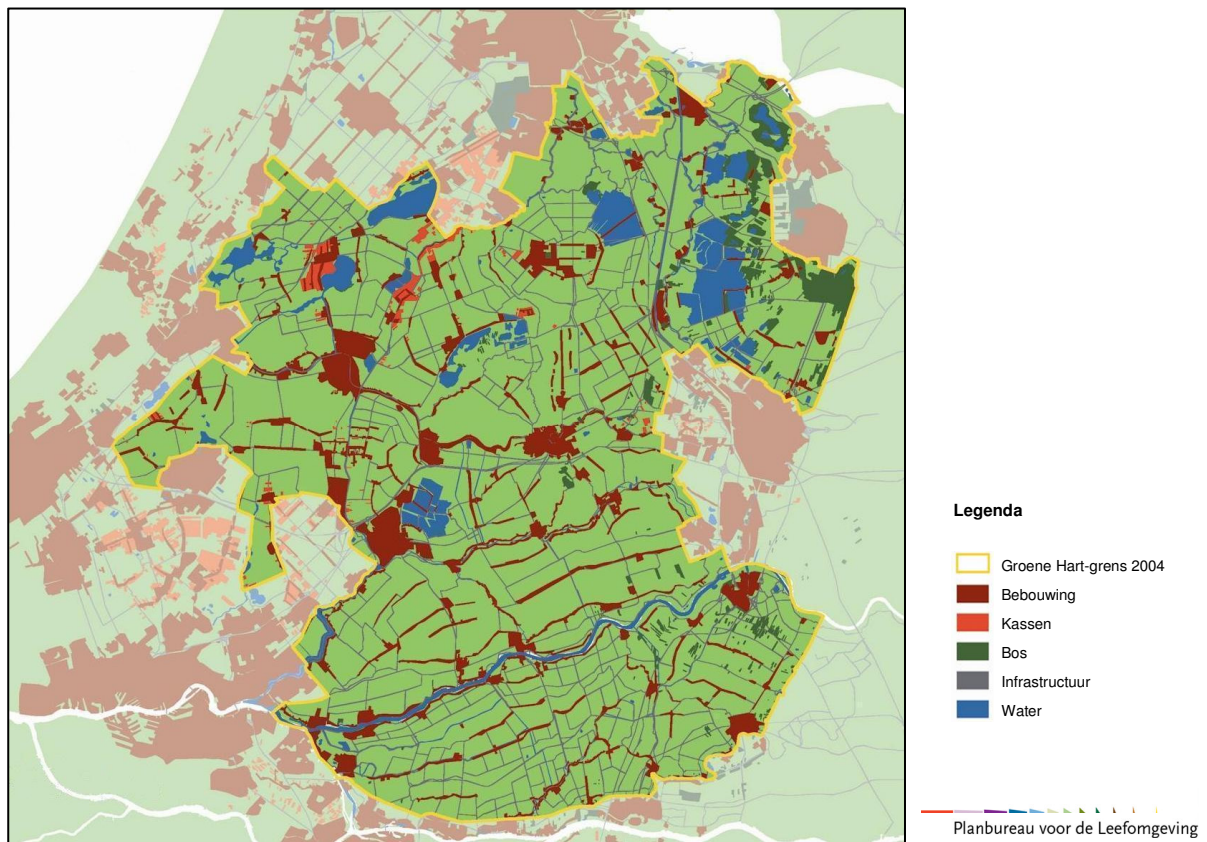 Legenda
Groene Hart-grens 2004
Bebouwing
Kassen
Bos
Infrastructuur
Water
Planbureau voor de Leefomgeving